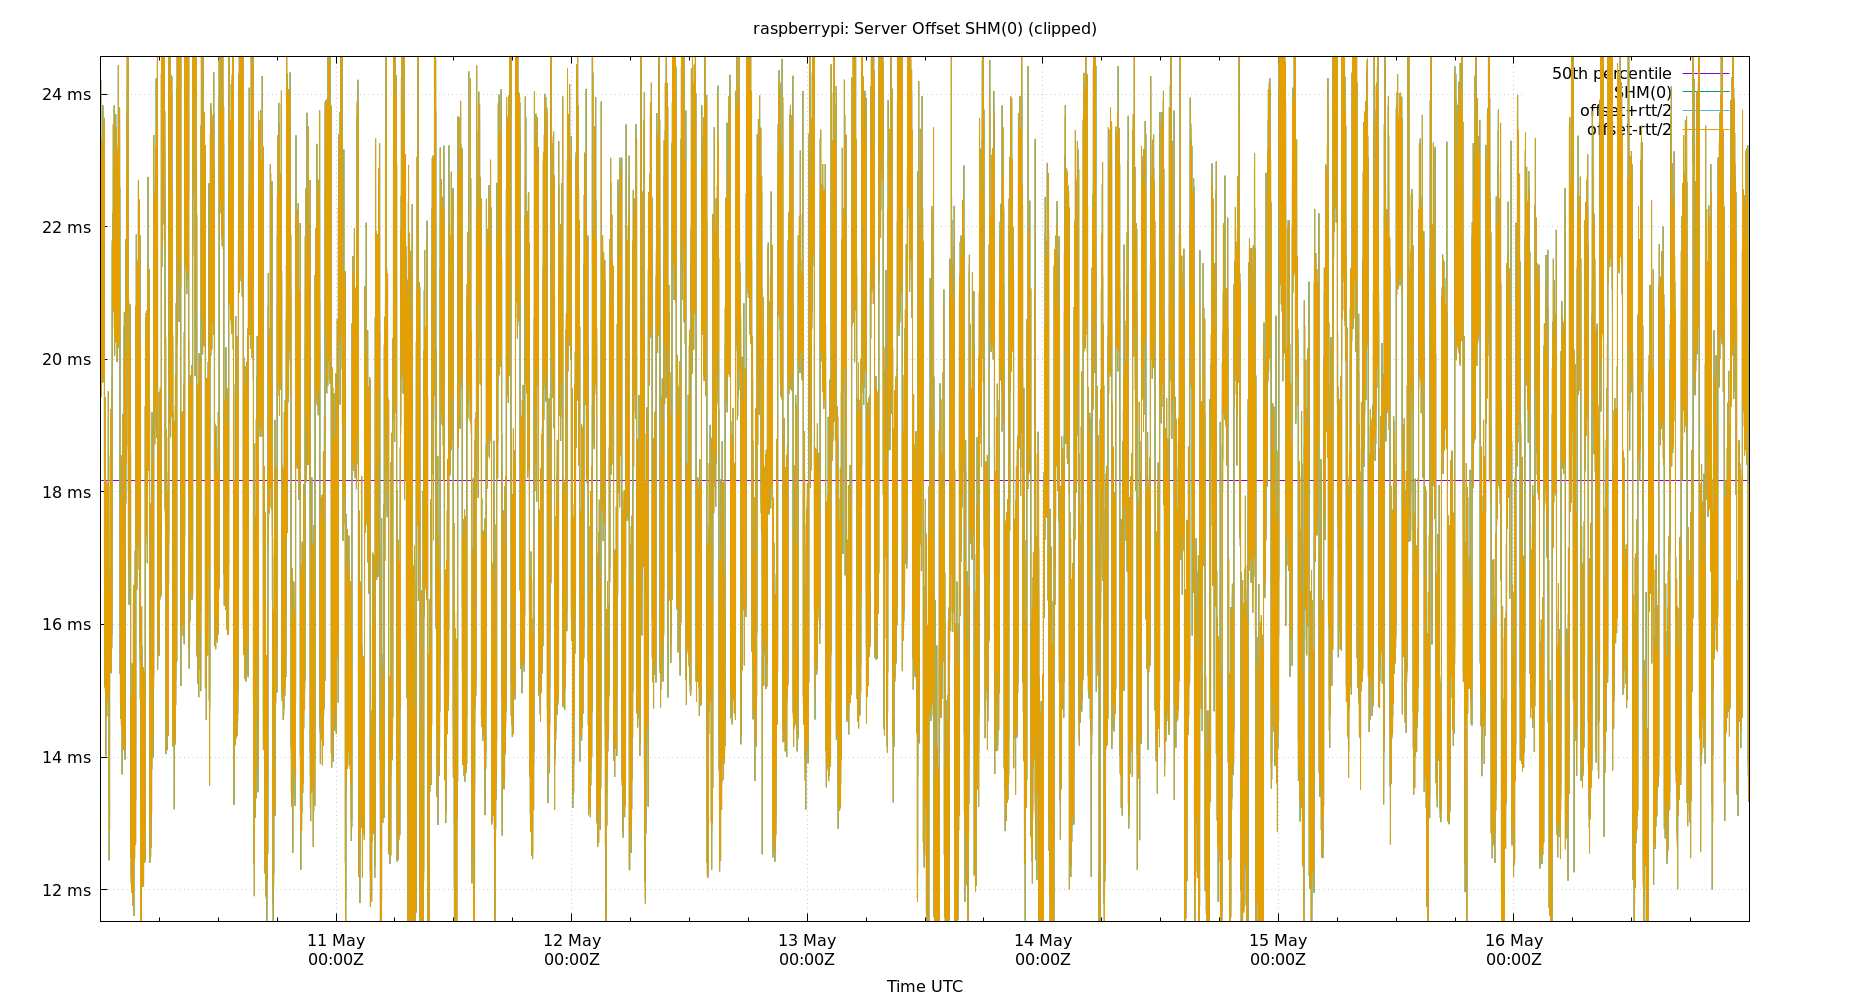 raspberrypi: Server Offset SHM(0) (clipped)
50th percentile
SHM(0)
offset+rtt/2
offset-rtt/2
24 ms
22 ms
20 ms
18 ms
16 ms
14 ms
12 ms
11 May 12 May 13 May 14 May 15 May 16 May
00:00Z 00:00Z 00:00Z 00:00Z 00:00Z 00:00Z
Time UTC